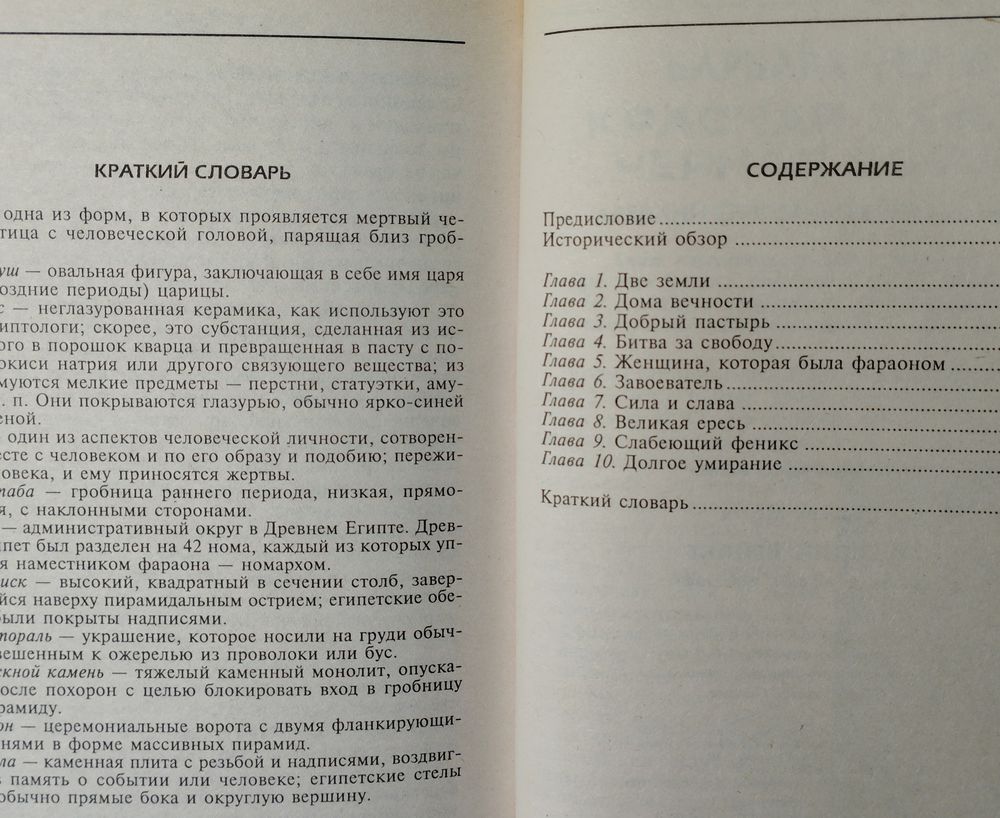 КРАТКИЙ СЛОВАРЬ
одна из форм, в которых проявляется мертвый че-
тица с человеческой головой, парящая близ гроб-
уш — овальная фигура, заключающая в себе имя царя
оздние периоды) царицы.
с — неглазурованная керамика, как используют это
иптологи; скорее, это субстанция, сделанная из ис-
ого в порошок кварца и превращенная в пасту с по-
окиси натрия или другого связующего вещества; из
муются мелкие предметы — перстни, статуэтки, аму-
. п. Они покрываются глазурью, обычно ярко-синей
еной.
один из аспектов человеческой личности, сотворен-
есте с человеком и по его образу и подобию; пережи-
овека, и ему приносятся жертвы.
таба — гробница раннего периода, низкая, прямо-
я, с наклонными сторонами.
— административный округ в Древнем Египте. Древ-
ипет был разделен на 42 нома, каждый из которых уп-
я наместником фараона — номархом.
иск — высокий, квадратный в сечении столб, завер-
йся наверху пирамидальным острием; египетские обе-
были покрыты надписями.
тораль — украшение, которое носили на груди обыч-
вешенным к ожерелью из проволоки или бус.
жной камень — тяжелый каменный монолит, опуска-
осле похорон с целью блокировать вход в гробницу
рамиду.
он — церемониальные ворота с двумя фланкирующи-
нями в форме массивных пирамид.
ла — каменная плита с резьбой и надписями, воздвиг-
в память о событии или человеке; египетские стелы
обычно прямые бока и округлую вершину.
СОДЕРЖАНИЕ
Предисловие
Исторический обзор
Глава 1. Две земли
Глава 2. Дома вечности
Глава 3. Добрый пастырь
Глава 4. Битва за свободу
Глава 5. Женщина, которая была фараоном
Глава 6. Завоеватель
Глава 7. Сила и слава
Глава 8. Великая ересь
Глава 9. Слабеющий феникс
Глава 10. Долгое умирание
Краткий словарь